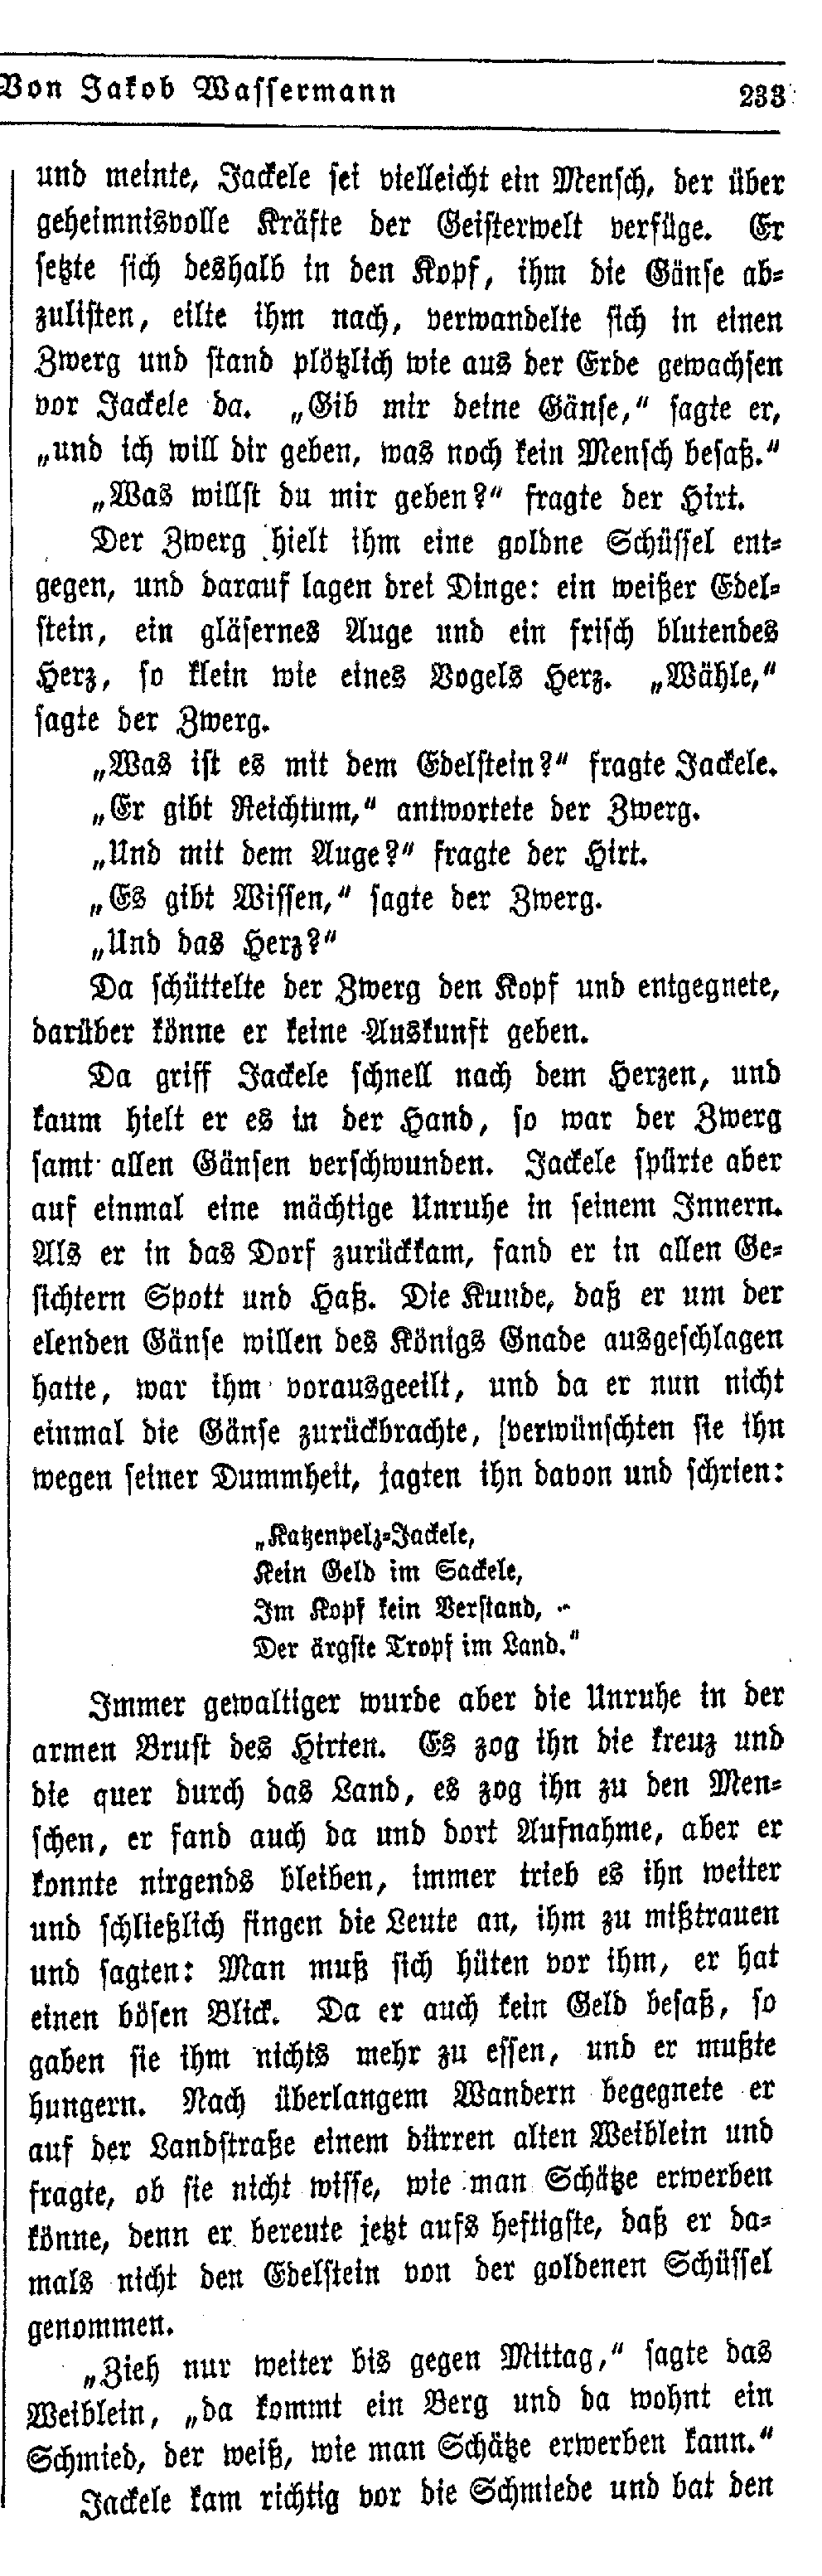 Von Jakob Wassermann 233
und meinte, Jackele sei vielleicht ein Mensch, der über
geheimnisvolle Kräfte der Geisterwelt verfüge. Er
setzte sich deshalb in den Kopf, ihm die Gänse ab-
zulisten, eilte ihm nach, verwandelte sich in einen
Zwerg und stand plötzlich wie aus der Erde gewachsen
vor Jackele da. „Gib mir deine Gänse,“ sagte er,
„und ich will dir geben, was noch kein Mensch besaß.“
„Was willst du mir geben?“ fragte der Hirt.
Der Zwerg hielt ihm eine goldne Schüssel ent-
gegen, und darauf lagen drei Dinge: ein weißer Edel-
stein, ein gläsernes Auge und ein frisch blutendes
Herz, so klein wie eines Vogels Herz. „Wähle,“
sagte der Zwerg.
„Was ist es mit dem Edelstein?“ fragte Jackele.
„Er gibt Reichtum,“ antwortete der Zwerg.
„Und mit dem Auge?“ fragte der Hirt.
„Es gibt Wissen,“ sagte der Zwerg.
„Und das Herz?“
Da schüttelte der Zwerg den Kopf und entgegnete,
darüber könne er keine Auskunft geben.
Da griff Jackele schnell nach dem Herzen, und
kaum hielt er es in der Hand, so war der Zwerg
samt allen Gänsen verschwunden. Jackele spürte aber
auf einmal eine mächtige Unruhe in seinem Innern.
Als er in das Dorf zurückkam, fand er in allen Ge-
sichtern Spott und Haß. Die Kunde, daß er um der
elenden Gänse willen des Königs Gnade ausgeschlagen
hatte, war ihm vorausgeeilt, und da er nun nicht
einmal die Gänse zurückbrachte, verwünschten sie ihn
wegen seiner Dummheit, jagten ihn davon und schrien:
„Katzenpelz-Jackele,
Kein Geld im Sackele,
Im Kopf kein Verstand,
Der ärgste Tropf im Land.“
Immer gewaltiger wurde aber die Unruhe in der
armen Brust des Hirten. Es zog ihn die kreuz und
die quer durch das Land, es zog ihn zu den Men-
schen, er fand auch da und dort Aufnahme, aber er
konnte nirgends bleiben, immer trieb es ihn weiter
und schließlich fingen die Leute an, ihm zu mißtrauen
und sagten: Man muß sich hüten vor ihm, er hat
einen bösen Blick. Da er auch kein Geld besaß, so
gaben sie ihm nichts mehr zu essen, und er mußte
hungern. Nach überlangem Wandern begegnete er
auf der Landstraße einem dürren alten Weiblein und
fragte, ob sie nicht wisse, wie man Schätze erwerben
könne, denn er bereute jetzt aufs heftigste, daß er da-
mals nicht den Edelstein von der goldenen Schüssel
genommen.
„Zieh nur weiter bis gegen Mittag,“ sagte das
Weiblein, „da kommt ein Berg und da wohnt ein
Schmied, der weiß, wie man Schätze erwerben kann.“
Jackele kam richtig vor die Schmiede und bat den